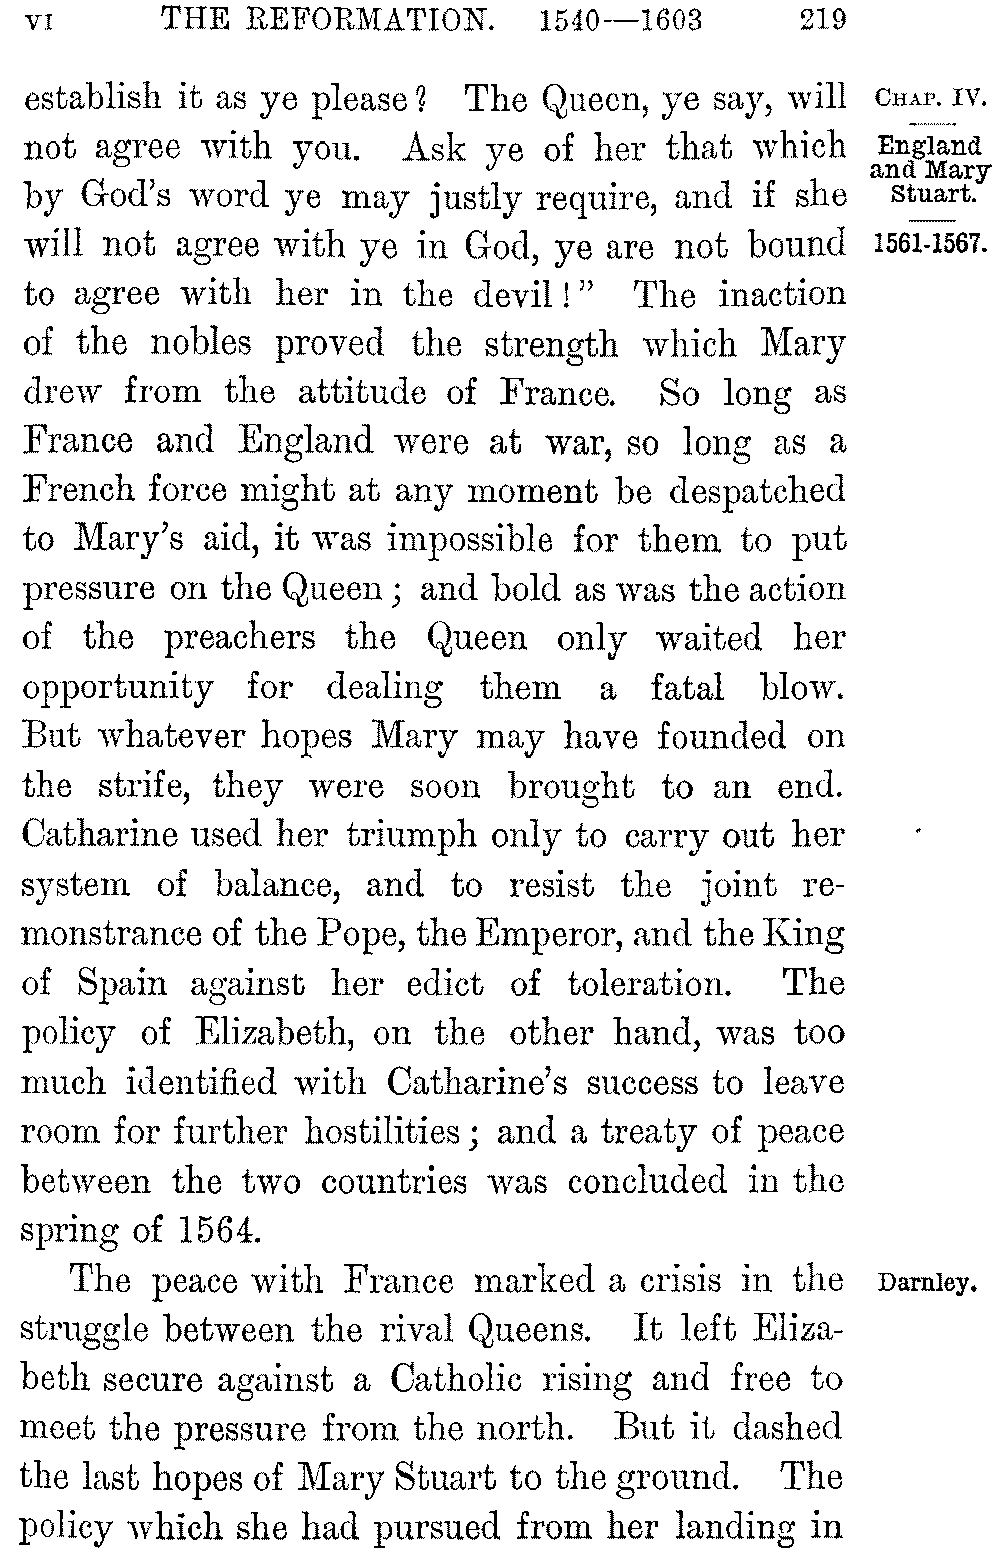 VI THE REFORMATION. 1540—1603 219
establish it as ye please? The Queen, ye say, will
not agree with you. Ask ye of her that which
by God's word ye may justly require, and if she
will not agree with ye in God, ye are not bound
to agree with her in the devil!" The inaction
of the nobles proved the strength which Mary
drew from the attitude of France. So long as
France and England were at war, so long as a
French force might at any moment be despatched
to Mary's aid, it was impossible for them to put
pressure on the Queen; and bold as was the action
of the preachers the Queen only waited her
opportunity for dealing them a fatal blow.
But whatever hopes Mary may have founded on
the strife, they were soon brought to an end.
Catharine used her triumph only to carry out her
system of balance, and to resist the joint re-
monstrance of the Pope, the Emperor, and the King
of Spain against her edict of toleration. The
policy of Elizabeth, on the other hand, was too
much identified with Catharine's success to leave
room for further hostilities; and a treaty of peace
between the two countries was concluded in the
spring of 1564.
The peace with France marked a crisis in the
struggle between the rival Queens. It left Eliza-
beth secure against a Catholic rising and free to
meet the pressure from the north. But it dashed
the last hopes of Mary Stuart to the ground. The
policy which she had pursued from her landing in
CHAP. IV.
England
and Mary
Stuart.
1561-1567.
Darnley.